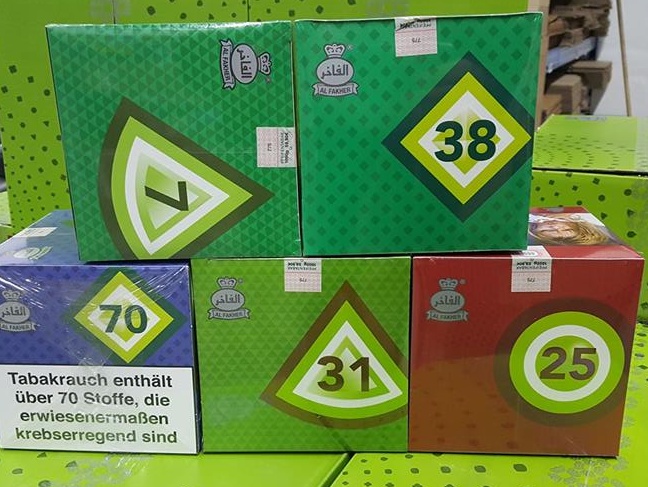 الفاخر
AL FAKHER
7
الفاخر
AL FAKHER
38
AL FAKHER
70
Tabakrauch enthält
über 70 Stoffe, die
erwiesenermaßen
krebserregend sind
الفاخر
AL FAKHER
31
الفاخر
AL FAKHER
25